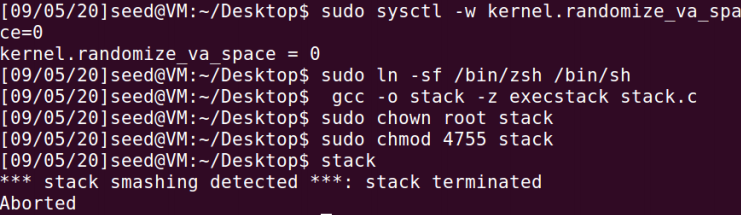 [09/05/20]seed@VM:~/Desktop$ sudo sysctl -w kernel.randomize_va_spa
ce=0
kernel.randomize_va_space = 0
[09/05/20]seed@VM:~/Desktop$ sudo ln -sf /bin/zsh /bin/sh
[09/05/20]seed@VM:~/Desktop$  gcc -o stack -z execstack stack.c
[09/05/20]seed@VM:~/Desktop$ sudo chown root stack
[09/05/20]seed@VM:~/Desktop$ sudo chmod 4755 stack
[09/05/20]seed@VM:~/Desktop$ stack
*** stack smashing detected ***: stack terminated
Aborted